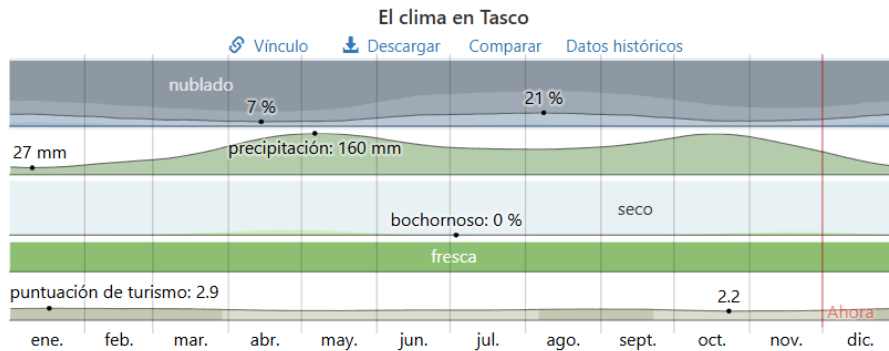 El clima en Tasco
Vínculo Descargar Comparar Datos históricos
nublado
7 %
21 %
27 mm
precipitación: 160 mm
bochornoso: 0 %
seco
fresca
puntuación de turismo: 2.9
2.2
Ahora
ene. feb. mar. abr. may. jun. jul. ago. sept. oct. nov. dic.